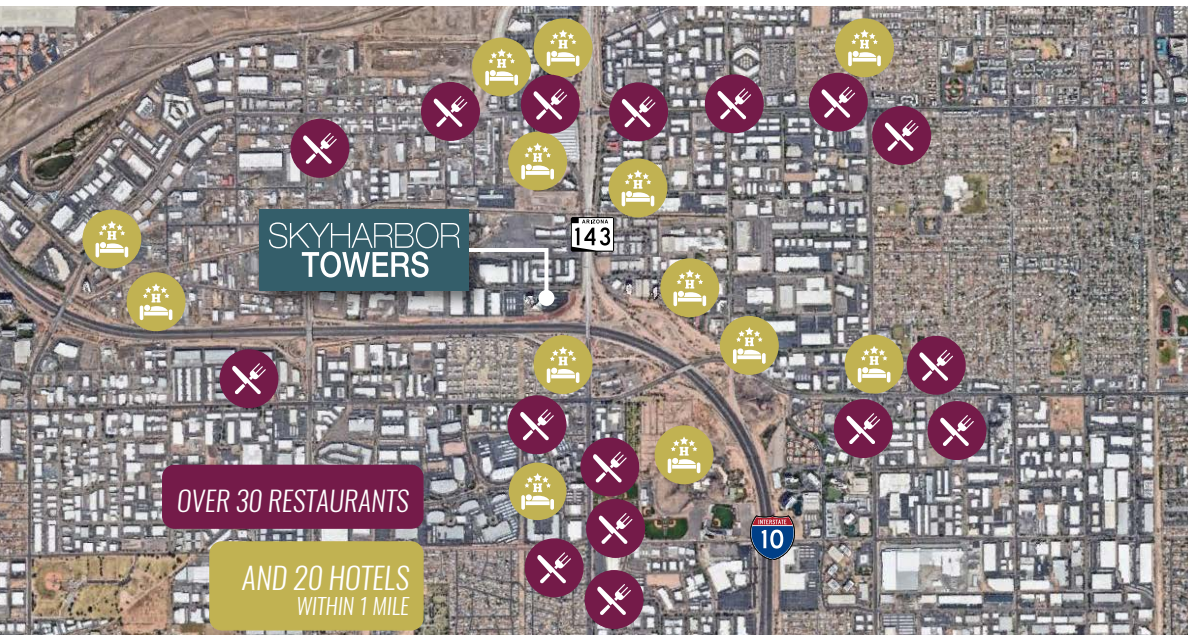 SKYHARBOR
TOWERS
ARIZONA
143
H
H
H
H
H
H
H
H
H
H
H
H
H
OVER 30 RESTAURANTS
INTERSTATE
10
AND 20 HOTELS
WITHIN 1 MILE